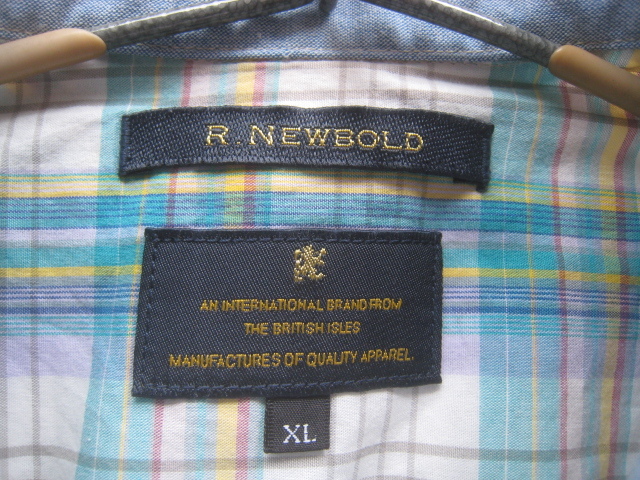 R. NEWBOLD
AN INTERNATIONAL BRAND FROM
THE BRITISH ISLES
MANUFACTURES OF QUALITY APPAREL.
XL